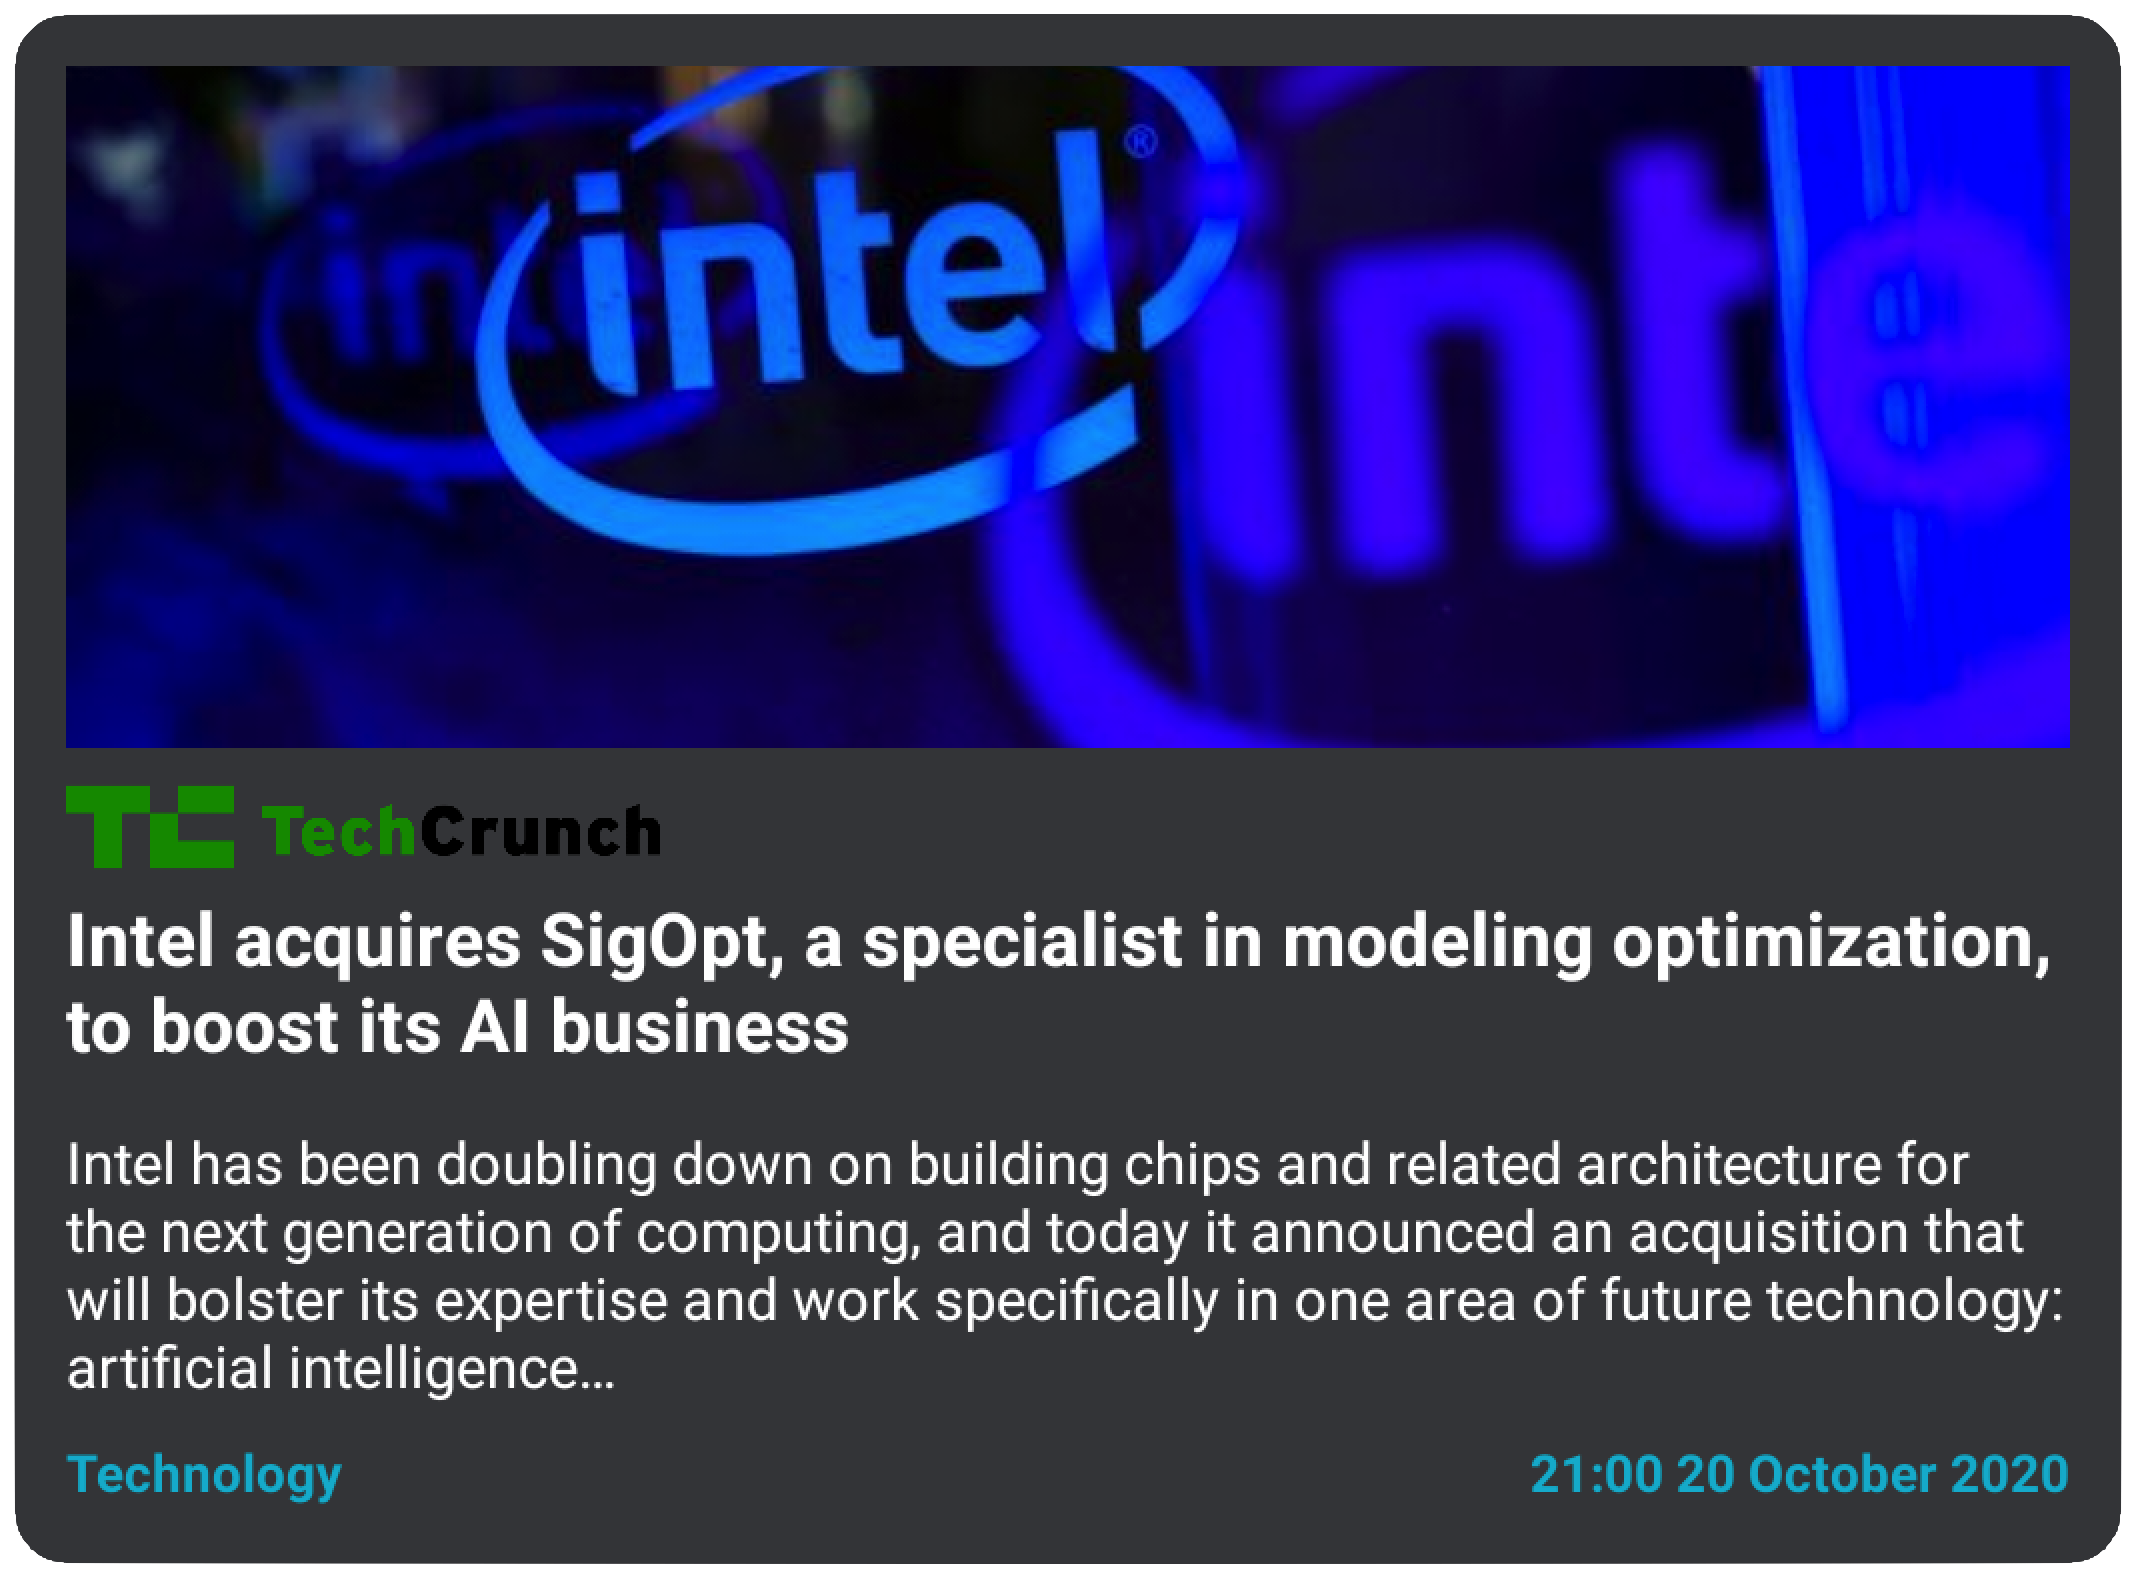 intel
intel®
inte
TC TechCrunch
Intel acquires SigOpt, a specialist in modeling optimization,
to boost its AI business
Intel has been doubling down on building chips and related architecture for
the next generation of computing, and today it announced an acquisition that
will bolster its expertise and work specifically in one area of future technology:
artificial intelligence…
Technology
21:00 20 October 2020